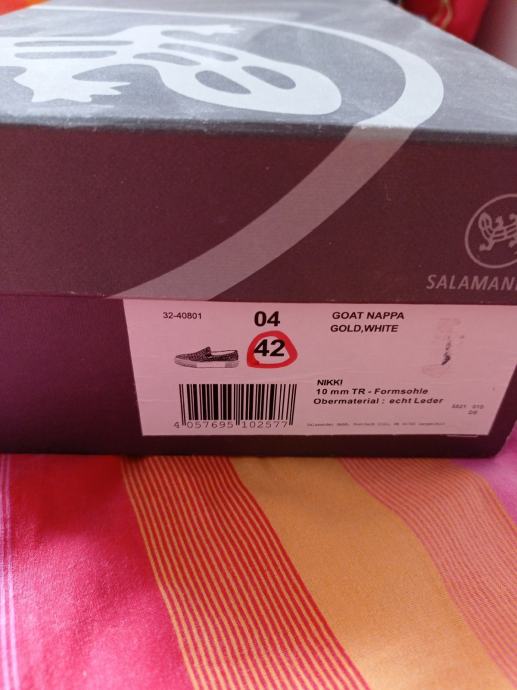 SALAMAN
32-40801
04
42
GOAT NAPPA
GOLD,WHITE
NIKKI
10 mm TR - Formsohle
Obermaterial : echt Leder
4 057695 102577